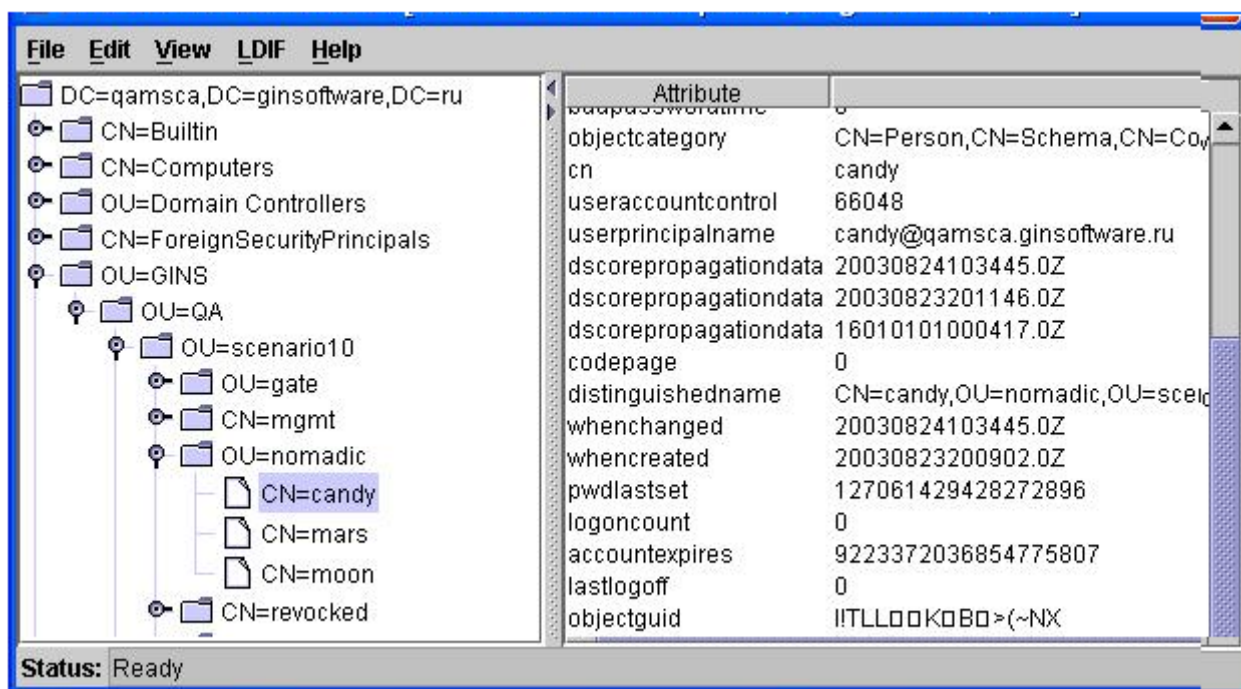 File Edit View LDIF Help
DC=qamsca,DC=ginsoftware,DC=ru
CN=Builtin
CN=Computers
OU=Domain Controllers
CN=ForeignSecurityPrincipals
OU=GINS
OU=QA
OU=scenario10
OU=gate
CN=mgmt
OU=nomadic
CN=candy
CN=mars
CN=moon
CN=revocked
Attribute
objectcategory CN=Person,CN=Schema,CN=Co
cn candy
useraccountcontrol 66048
userprincipalname candy@qamsca.ginsoftware.ru
dscorepropagationdata 20030824103445.0Z
dscorepropagationdata 20030823201146.0Z
dscorepropagationdata 16010101000417.0Z
codepage 0
distinguishedname CN=candy,OU=nomadic,OU=sce
whenchanged 20030824103445.0Z
whencreated 20030823200902.0Z
pwdlastset 127061429428272896
logoncount 0
accountexpires 9223372036854775807
lastlogoff 0
objectguid
Status: Ready